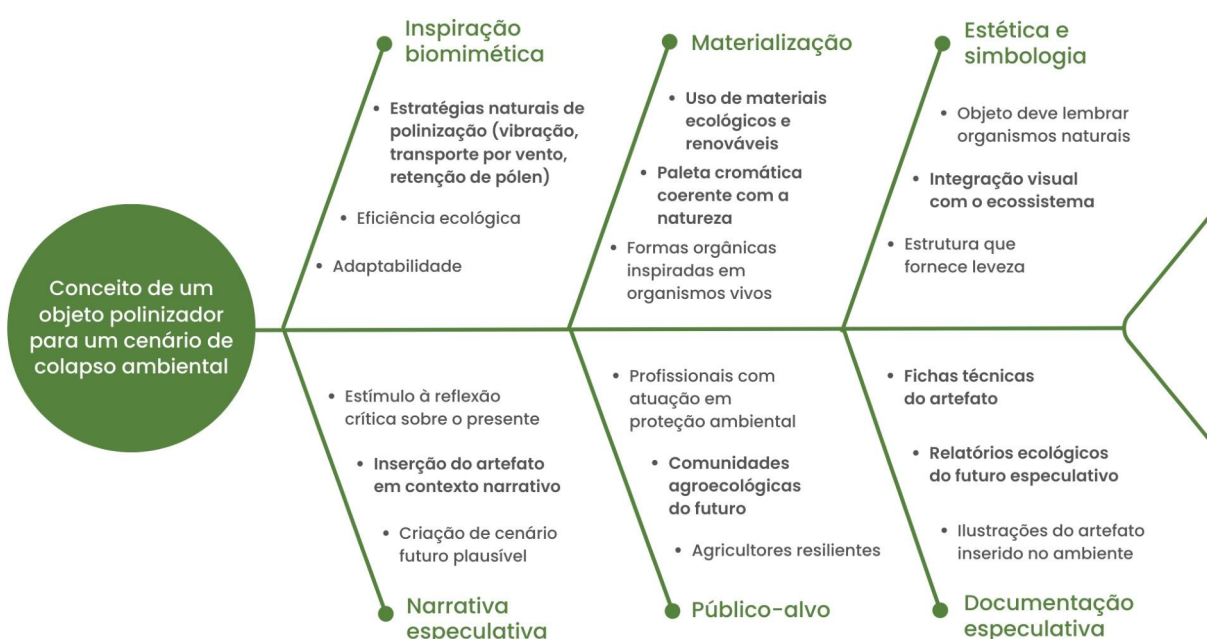 Inspiração
biomimética
• Estratégias naturais de
polinização (vibração,
transporte por vento,
retenção de pólen)
• Eficiência ecológica
• Adaptabilidade
Materialização
• Uso de materiais
ecológicos e
renováveis
• Paleta cromática
coerente com a
natureza
• Formas orgânicas
inspiradas em
organismos vivos
Estética e
simbologia
• Objeto deve lembrar
organismos naturais
• Integração visual
com o ecossistema
• Estrutura que
fornece leveza
Conceito de um
objeto polinizador
para um cenário de
colapso ambiental
• Estímulo à reflexão
crítica sobre o presente
• Inserção do artefato
em contexto narrativo
• Criação de cenário
futuro plausível
Narrativa
especulativa
• Profissionais com
atuação em
proteção ambiental
• Comunidades
agroecológicas
do futuro
• Agricultores resilientes
Público-alvo
• Fichas técnicas
do artefato
• Relatórios ecológicos
do futuro especulativo
• Ilustrações do artefato
inserido no ambiente
Documentação
especulativa